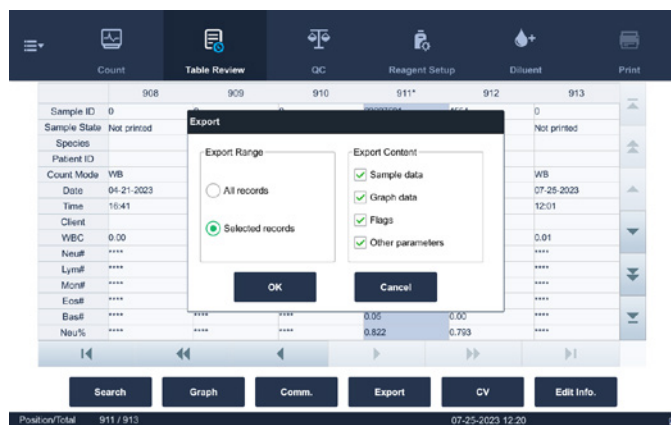 Count Table Review QC Reagent Setup Diluent Print
908 909 910 911* 912 913
Sample ID 0 0
Sample State Not printed Not printed
Species
Patient ID
Count Mode WB WB
Date 04-21-2023 07-25-2023
Time 16:41 12:01
Client
WBC 0.00 0.01
Neu# **** ****
Lym# **** ****
Mon# **** ****
Eos# **** ****
Bas# **** **** **** 0.05 0.00 ****
Neu% **** **** **** 0.822 0.793 ****
Export
Export Range Export Content
All records
Selected records
Sample data
Graph data
Flags
Other parameters
OK Cancel
Search Graph Comm. Export CV Edit Info.
Position/Total 911 / 913 07-25-2023 12:20